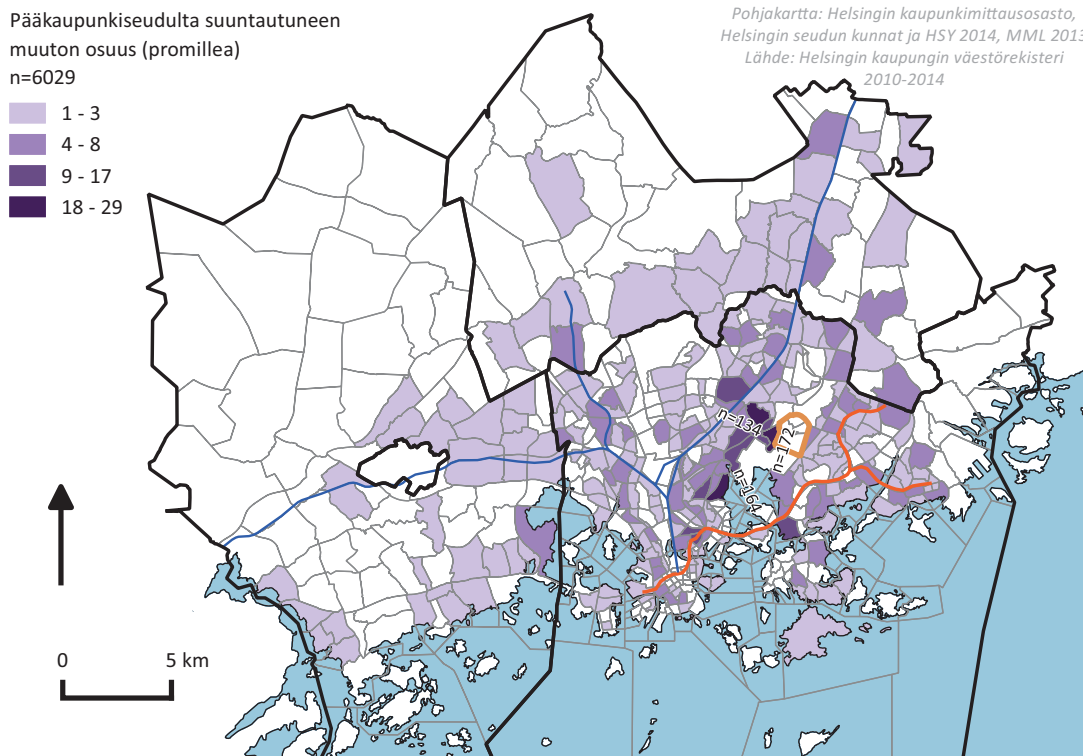 Pääkaupunkiseudulta suuntautuneen
muuton osuus (promillea)
n=6029
1 - 3
4 - 8
9 - 17
18 - 29
Pohjakartta: Helsingin kaupunkimittausosasto,
Helsingin seudun kunnat ja HSY 2014, MML 2013
Lähde: Helsingin kaupungin väestörekisteri
2010-2014
n=134
n=172
n=164
0
5 km